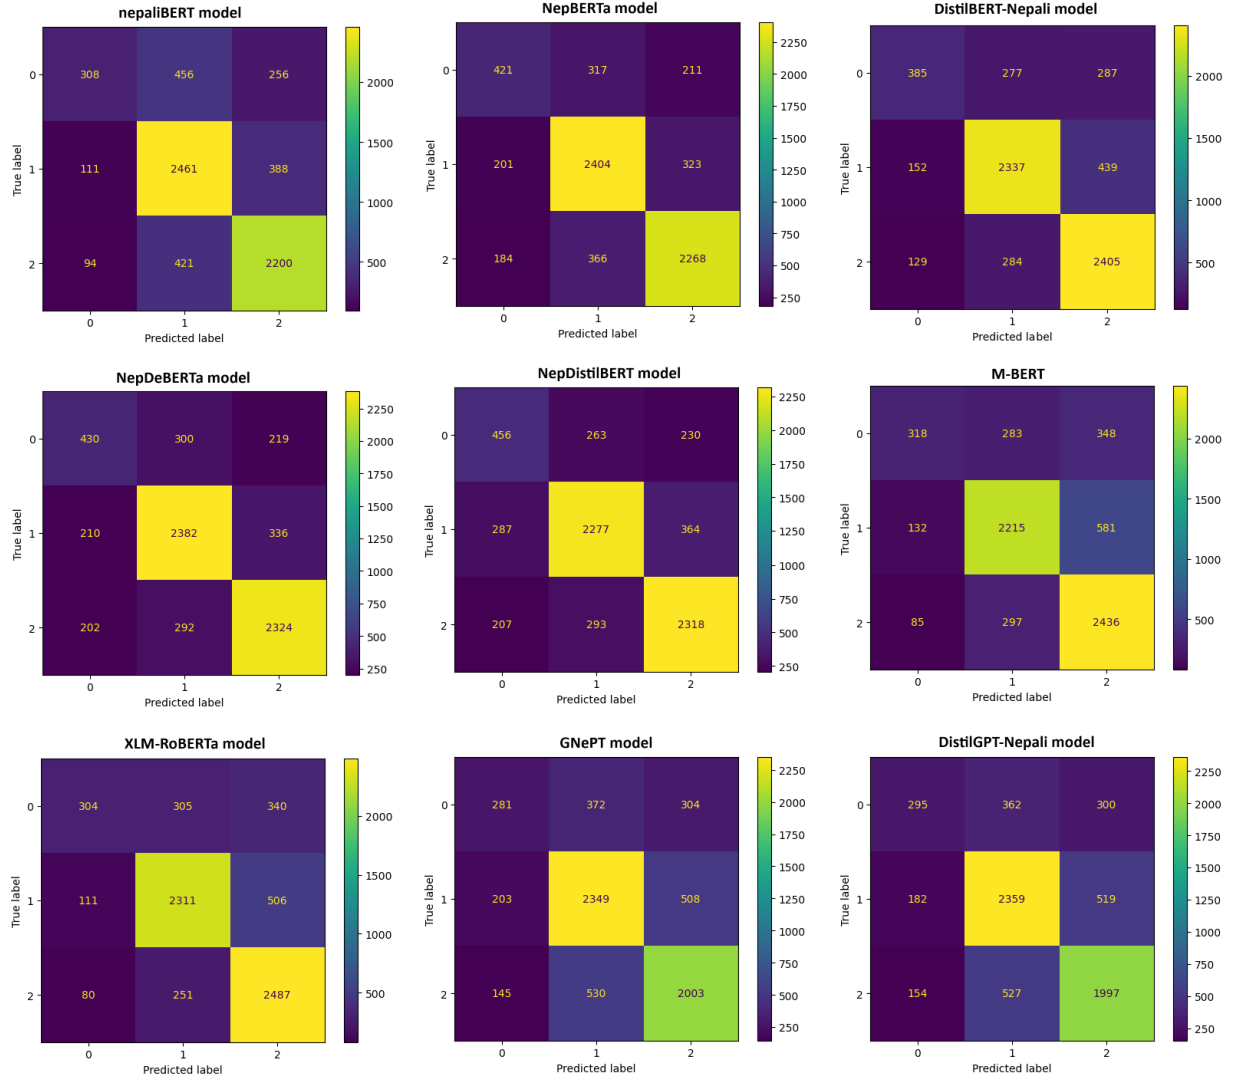 nepaliBERT model
0 308 456 256
1 111 2461 388
2 94 421 2200
0 1 2
True label
Predicted label
2000
1500
1000
500
NepBERTa model
0 421 317 211
1 201 2404 323
2 184 366 2268
0 1 2
True label
Predicted label
2250
2000
1750
1500
1250
1000
750
500
250
DistilBERT-Nepali model
0 385 277 287
1 152 2337 439
2 129 284 2405
0 1 2
True label
Predicted label
2000
1500
1000
500
NepDeBERTa model
0 430 300 219
1 210 2382 336
2 202 292 2324
0 1 2
True label
Predicted label
2250
2000
1750
1500
1250
1000
750
500
250
NepDistilBERT model
0 456 263 230
1 287 2277 364
2 207 293 2318
0 1 2
True label
Predicted label
2250
2000
1750
1500
1250
1000
750
500
250
M-BERT
0 318 283 348
1 132 2215 581
2 85 297 2436
0 1 2
True label
Predicted label
2000
1500
1000
500
XLM-RoBERTa model
0 304 305 340
1 111 2311 506
2 80 251 2487
0 1 2
True label
Predicted label
2000
1500
1000
500
GNePT model
0 281 372 304
1 203 2349 508
2 145 530 2003
0 1 2
True label
Predicted label
2250
2000
1750
1500
1250
1000
750
500
250
DistilGPT-Nepali model
0 295 362 300
1 182 2359 519
2 154 527 1997
0 1 2
True label
Predicted label
2250
2000
1750
1500
1250
1000
750
500
250